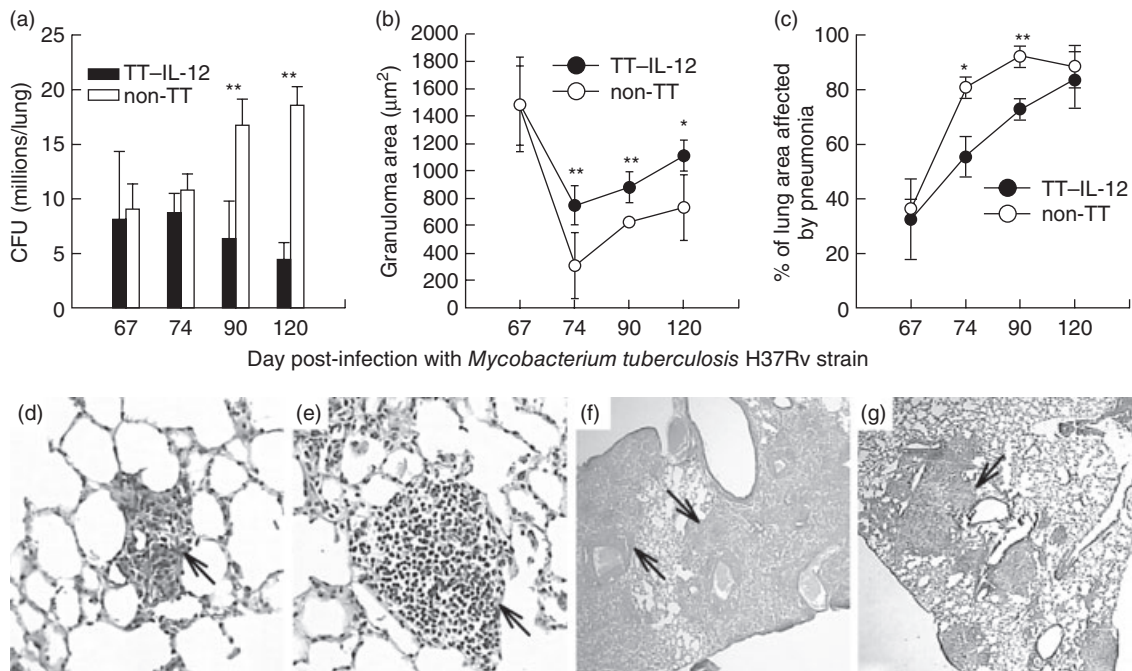 (a)
25
20
15
10
5
0
CFU (millions/lung)
TT–IL-12
non-TT
**
**
67 74 90 120
(b)
2000
1800
1600
1400
1200
1000
800
600
400
200
0
Granuloma area (μm²)
TT–IL-12
non-TT
**
**
*
67 74 90 120
(c)
100
80
60
40
20
0
% of lung area affected
by pneumonia
*
**
TT–IL-12
non-TT
67 74 90 120
Day post-infection with Mycobacterium tuberculosis H37Rv strain
(d)
(e)
(f)
(g)